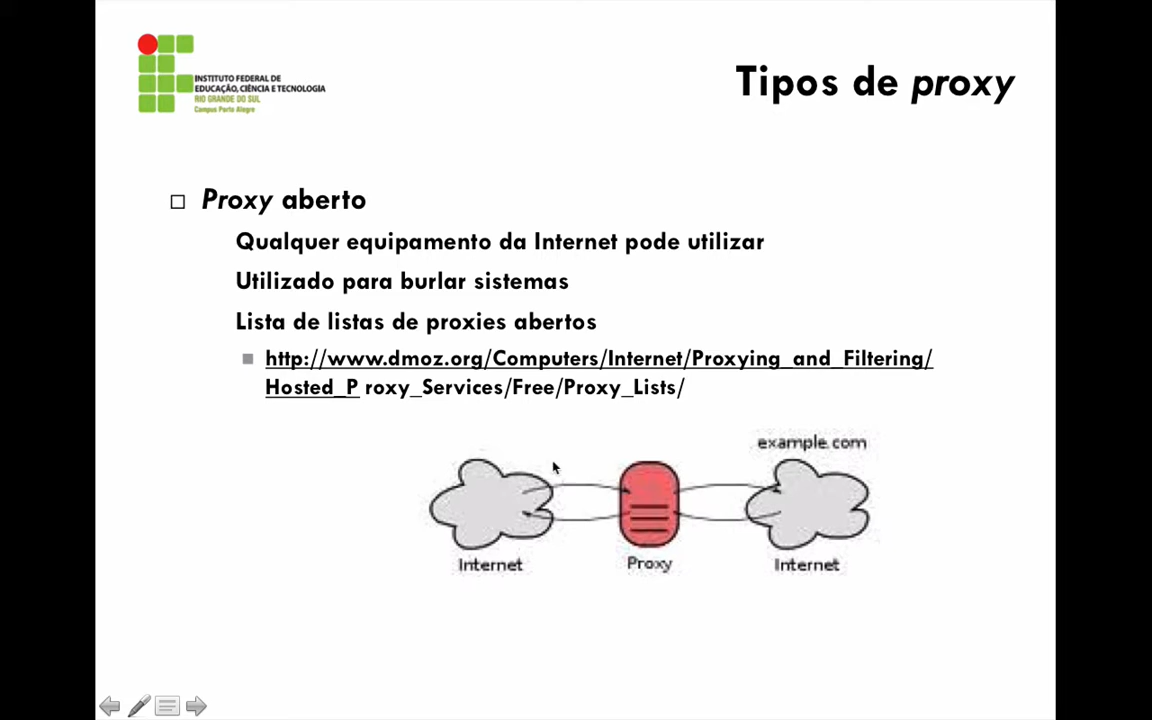 INSTITUTO FEDERAL DE
EDUCAÇÃO, CIÊNCIA E TECNOLOGIA
RIO GRANDE DO SUL
Campus Porto Alegre
Tipos de proxy
Proxy aberto
Qualquer equipamento da Internet pode utilizar
Utilizado para burlar sistemas
Lista de listas de proxies abertos
http://www.dmoz.org/Computers/Internet/Proxying_and_Filtering/
Hosted_P roxy_Services/Free/Proxy_Lists/
example.com
Internet
Proxy
Internet